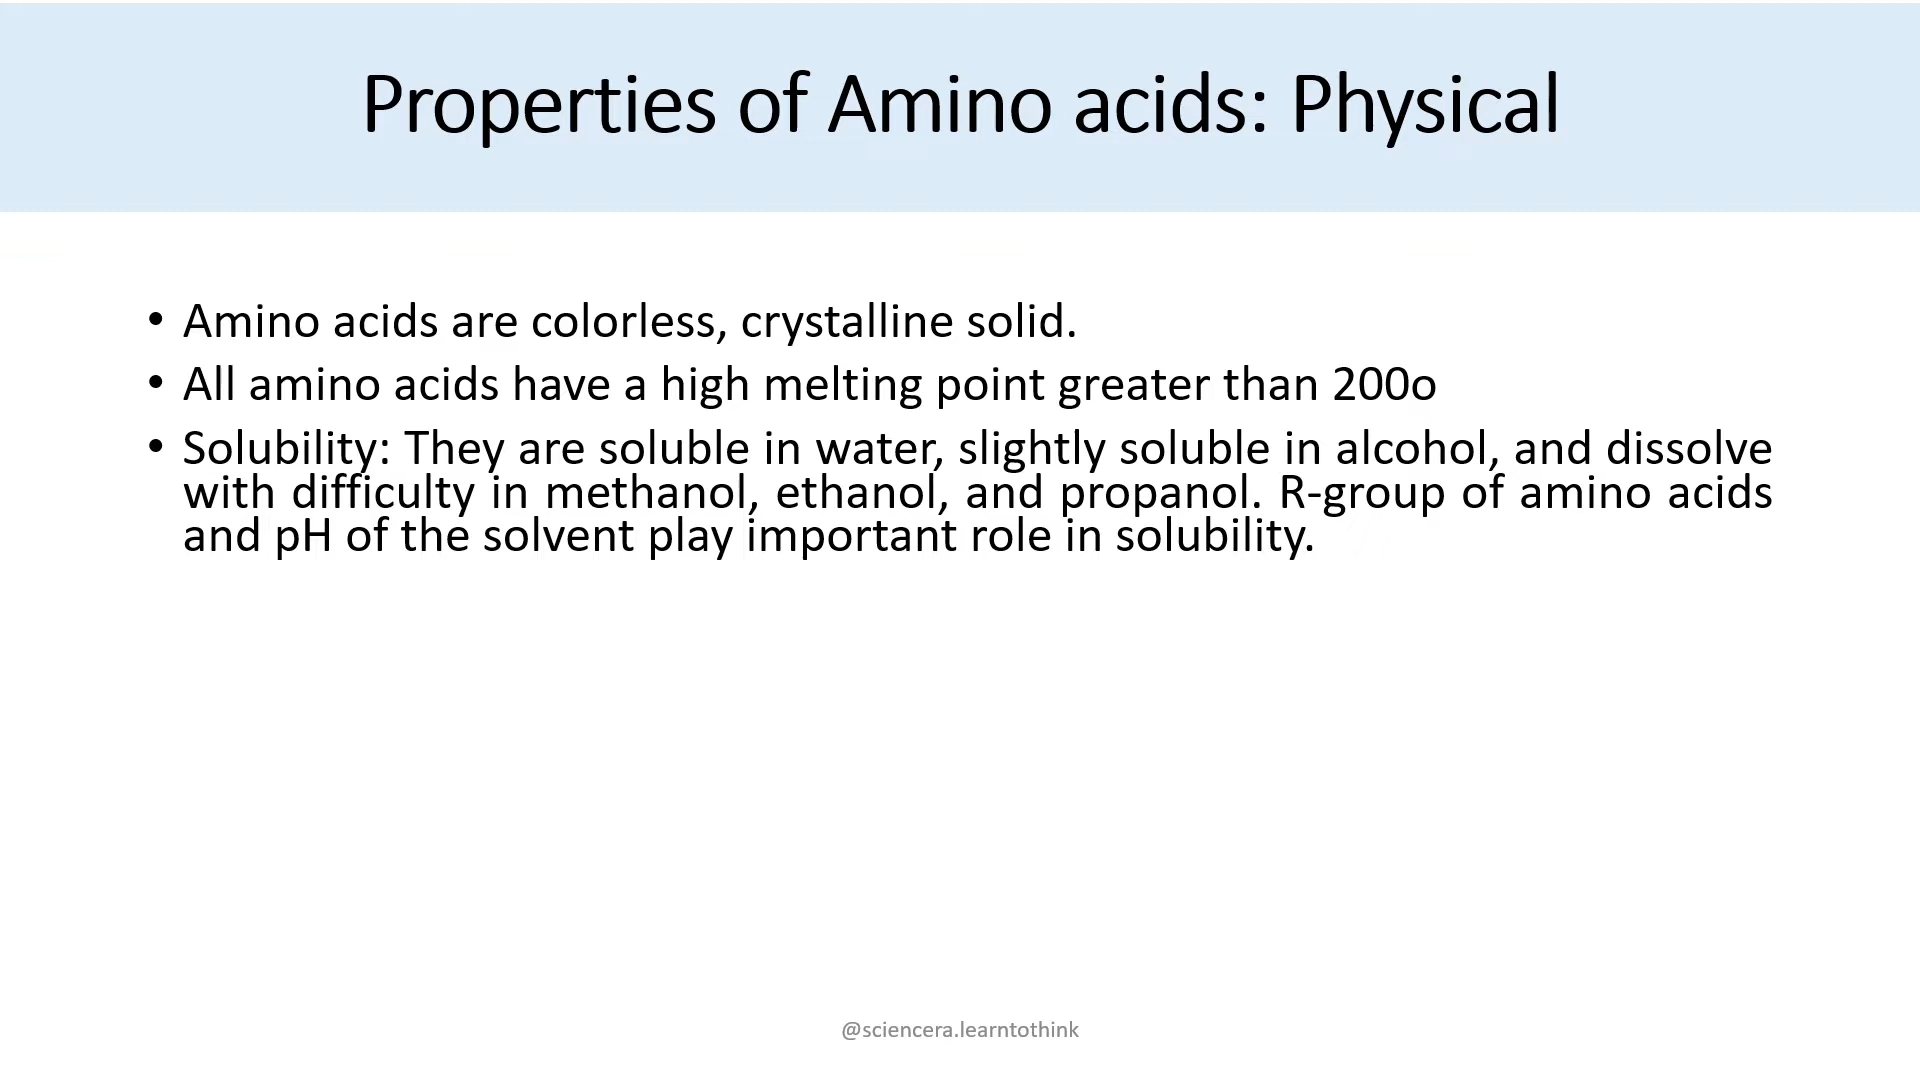 Properties of Amino acids: Physical
• Amino acids are colorless, crystalline solid.
• All amino acids have a high melting point greater than 200o
• Solubility: They are soluble in water, slightly soluble in alcohol, and dissolve
with difficulty in methanol, ethanol, and propanol. R-group of amino acids
and pH of the solvent play important role in solubility.
@sciencera.learntothink